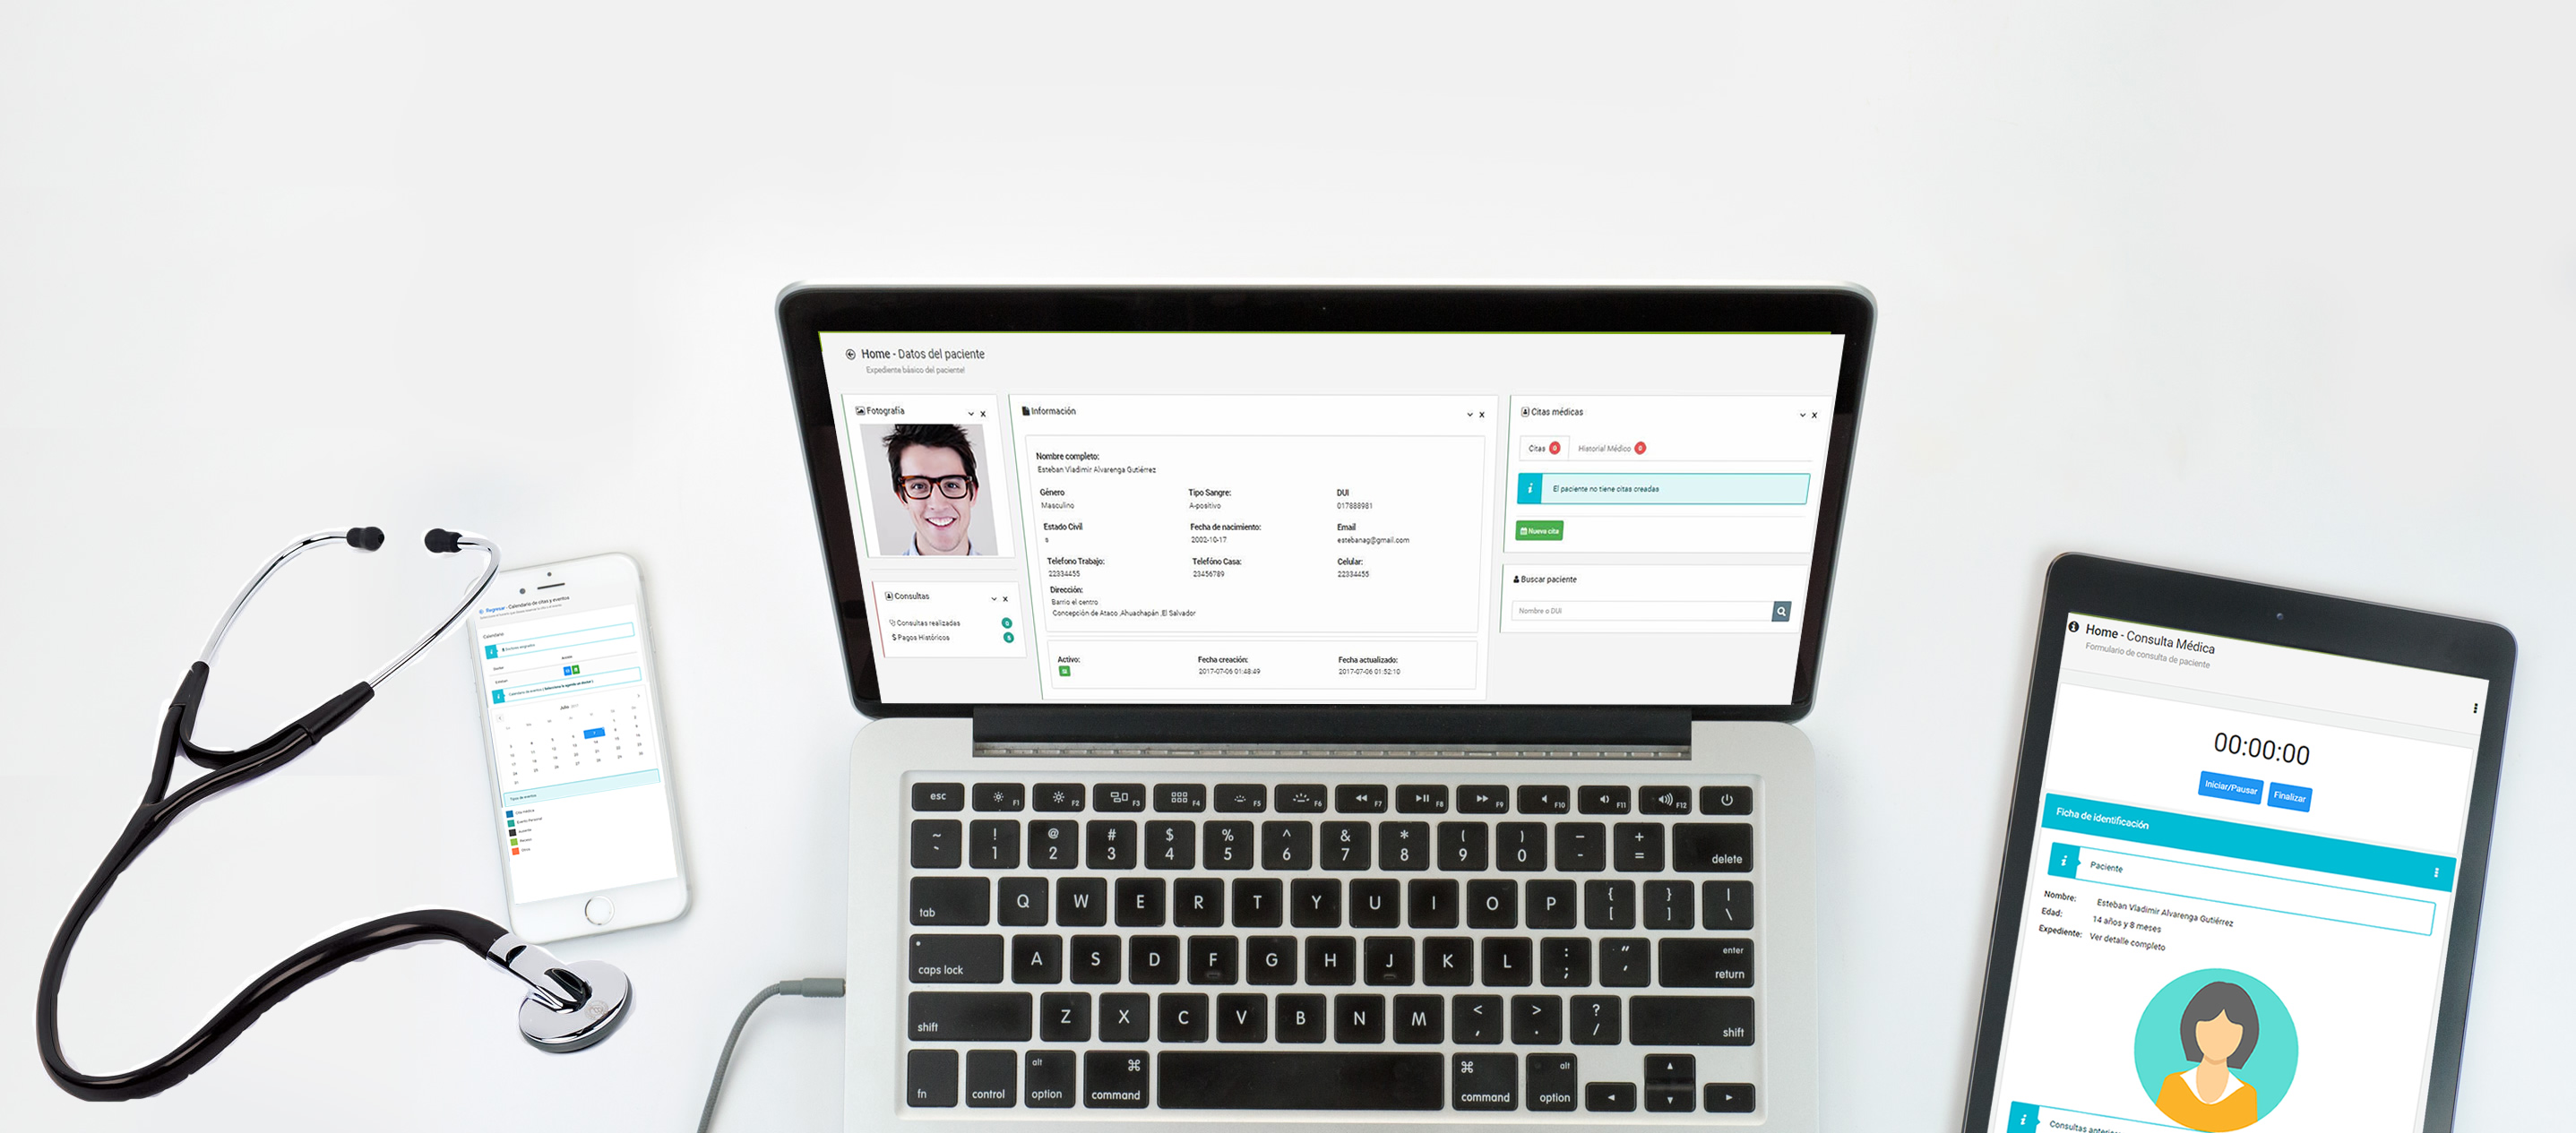 Home - Datos del paciente
Expediente básico del paciente!
Fotografía
Consultas
Consultas realizadas
$ Pagos Históricos
Información
Nombre completo:
Esteban Vladimir Alvarenga Gutiérrez
Género Tipo Sangre: DUI
Masculino A-positivo 017888981
Estado Civil Fecha de nacimiento: Email
s 2002-10-17 estebanag@gmail.com
Telefono Trabajo: Telefóno Casa: Celular:
22334455 23456789 22334455
Dirección:
Barrio el centro
Concepción de Ataco ,Ahuachapán ,El Salvador
Activo: Fecha creación: Fecha actualizado:
2017-07-06 01:48:49 2017-07-06 01:52:10
Citas médicas
Citas 0 Historial Médico 0
El paciente no tiene citas creadas
Nueva cita
Buscar paciente
Nombre o DUI
Regresar - Calendario de citas y eventos
Calendario
Julio 2017
Tipos de eventos
Home - Consulta Médica
Formulario de consulta de paciente
00:00:00
Iniciar/Pausar Finalizar
Ficha de identificación
Paciente
Nombre: Esteban Vladimir Alvarenga Gutiérrez
Edad: 14 años y 8 meses
Expediente: Ver detalle completo
esc F1 F2 F3 F4 F5 F6 F7 F8 F9 F10 F11 F12
~ ! @ # $ % ^ & * ( ) – +
` 1 2 3 4 5 6 7 8 9 0 - = delete
tab Q W E R T Y U I O P { [ } ] | \
caps lock A S D F G H J K L : ; " ' enter return
shift Z X C V B N M < , > . ? / shift
fn control alt option ⌘ command ⌘ command alt option